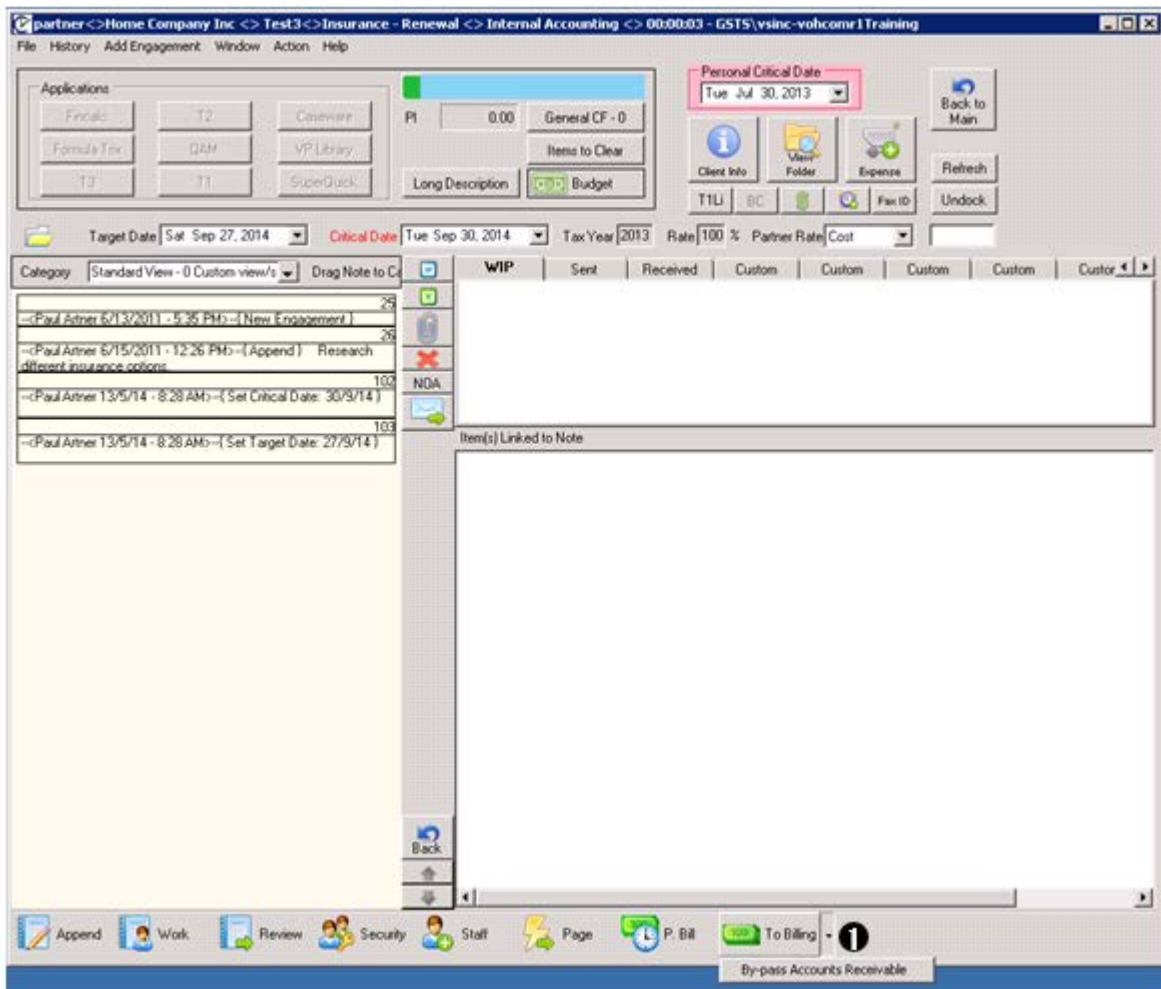 partner<>Home Company Inc <> Test3<>Insurance - Renewal <> Internal Accounting <> 00:00:03 - GSTS\vsinc-vohcomr1Training
File History Add Engagement Window Action Help
Applications
Fincalc T2 Caseware
Formula Tax QAM VP Library
T3 T1 SuperQuick
PI 0.00 General CF - 0
Items to Clear
Long Description Budget
Personal Critical Date
Tue Jul 30, 2013
Back to Main
Client Info View Folder Expense
Refresh
T1Li BC Fax ID Undock
Target Date Sat Sep 27, 2014 Critical Date Tue Sep 30, 2014 Tax Year 2013 Rate 100 % Partner Rate Cost
Category Standard View - 0 Custom view/s Drag Note to Ca
WIP Sent Received Custom Custom Custom Custom Custor
25
--<Paul Artner 6/13/2011 - 5:35 PM>--{ New Engagement }
26
--<Paul Artner 6/15/2011 - 12:26 PM>--{ Append } Research
different insurance options.
102
--<Paul Artner 13/5/14 - 8:28 AM>--{ Set Critical Date: 30/9/14 }
103
--<Paul Artner 13/5/14 - 8:28 AM>--{ Set Target Date: 27/9/14 }
NOA
Item(s) Linked to Note
Back
Append Work Review Security Staff Page P. Bill To Billing 1
By-pass Accounts Receivable